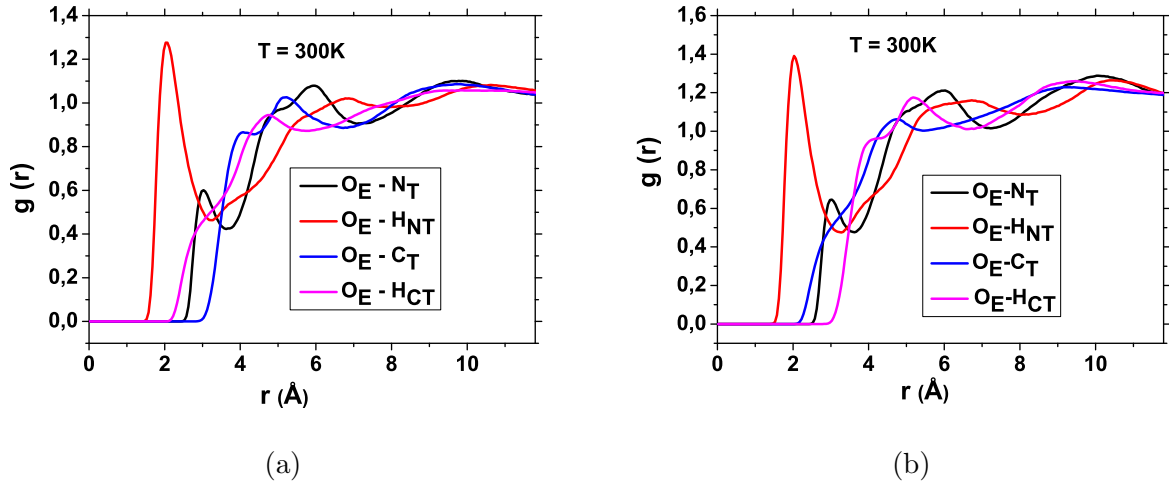 T = 300K
g (r)
1,4
1,2
1,0
0,8
0,6
0,4
0,2
0,0
O_E - N_T
O_E - H_NT
O_E - C_T
O_E - H_CT
0 2 4 6 8 10
r (Å)
(a)
T = 300K
g (r)
1,6
1,4
1,2
1,0
0,8
0,6
0,4
0,2
0,0
O_E-N_T
O_E-H_NT
O_E-C_T
O_E-H_CT
0 2 4 6 8 10
r (Å)
(b)